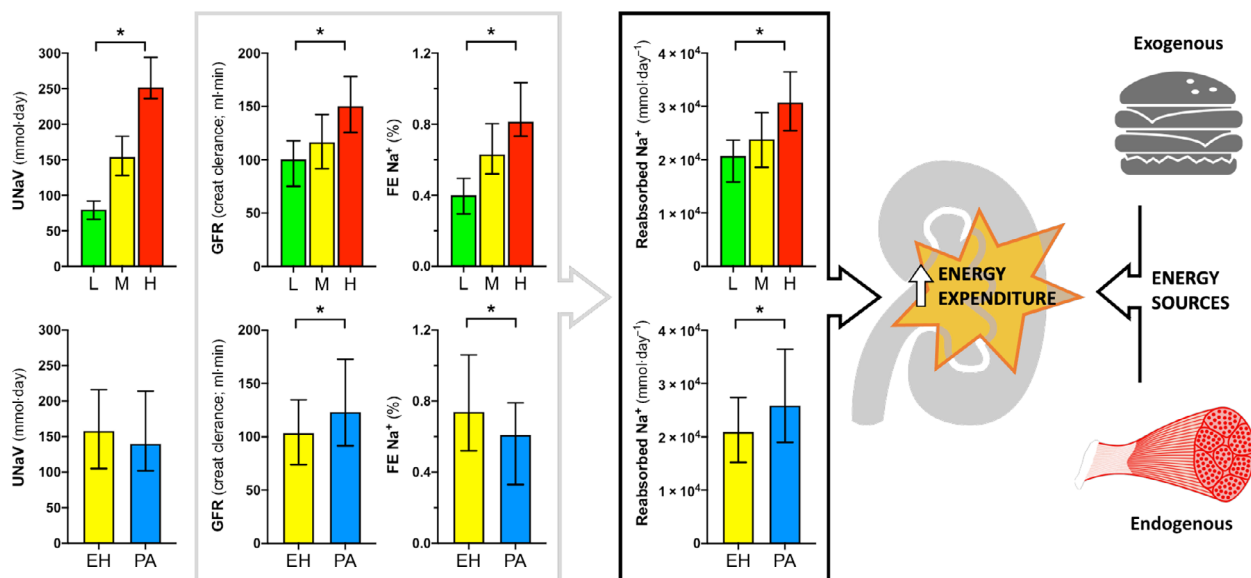 *
300
250
200
150
100
50
0
UNaV (mmol·day)
L M H
*
200
150
100
50
0
GFR (creat clerance; ml·min)
L M H
*
1.2
0.8
0.4
0.0
FE Na⁺ (%)
L M H
*
4 × 10⁴
3 × 10⁴
2 × 10⁴
1 × 10⁴
0
Reabsorbed Na⁺ (mmol·day⁻¹)
L M H
Exogenous
ENERGY
EXPENDITURE
ENERGY
SOURCES
300
250
200
150
100
50
0
UNaV (mmol·day)
EH PA
*
200
150
100
50
0
GFR (creat clerance; ml·min)
EH PA
*
1.2
0.8
0.4
0.0
FE Na⁺ (%)
EH PA
*
4 × 10⁴
3 × 10⁴
2 × 10⁴
1 × 10⁴
0
Reabsorbed Na⁺ (mmol·day⁻¹)
EH PA
Endogenous